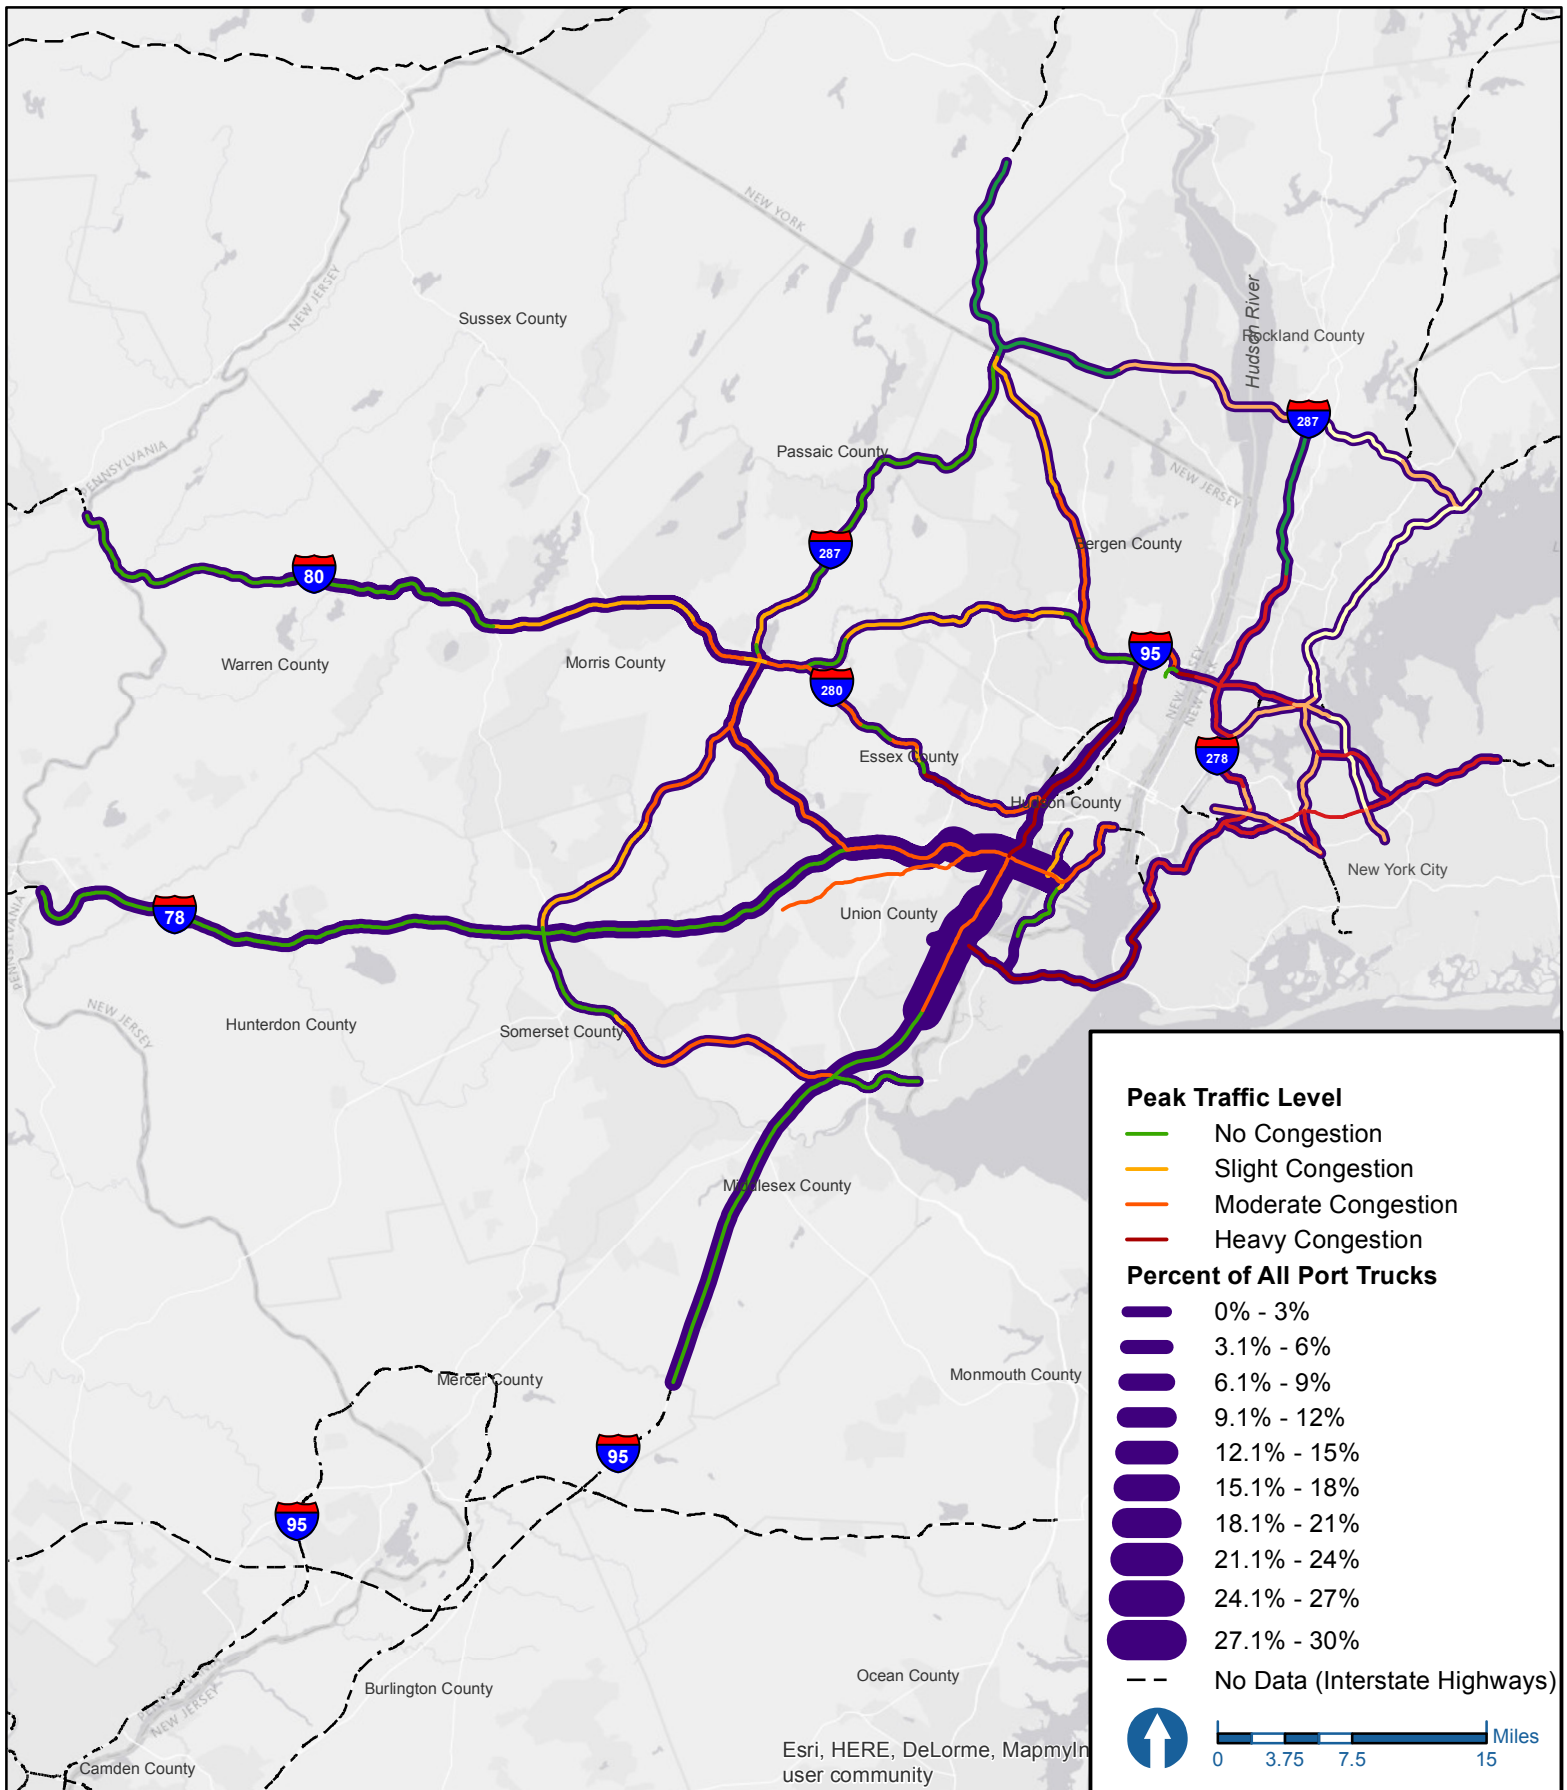 NEW YORK
NEW JERSEY
Sussex County
Hudson River
Rockland County
287
Passaic County
PENNSYLVANIA
NEW JERSEY
287
Bergen County
80
95
Warren County
Morris County
280
NEW JERSEY
NEW YORK
278
Essex County
Hudson County
New York City
78
Union County
PENNSYLVANIA
NEW JERSEY
Hunterdon County
Somerset County
Middlesex County
Mercer County
Monmouth County
95
95
Ocean County
Burlington County
PENNSYLVANIA
NEW JERSEY
Camden County
Esri, HERE, DeLorme, MapmyIn
user community
Peak Traffic Level
No Congestion
Slight Congestion
Moderate Congestion
Heavy Congestion
Percent of All Port Trucks
0% - 3%
3.1% - 6%
6.1% - 9%
9.1% - 12%
12.1% - 15%
15.1% - 18%
18.1% - 21%
21.1% - 24%
24.1% - 27%
27.1% - 30%
No Data (Interstate Highways)
Miles
0 3.75 7.5 15